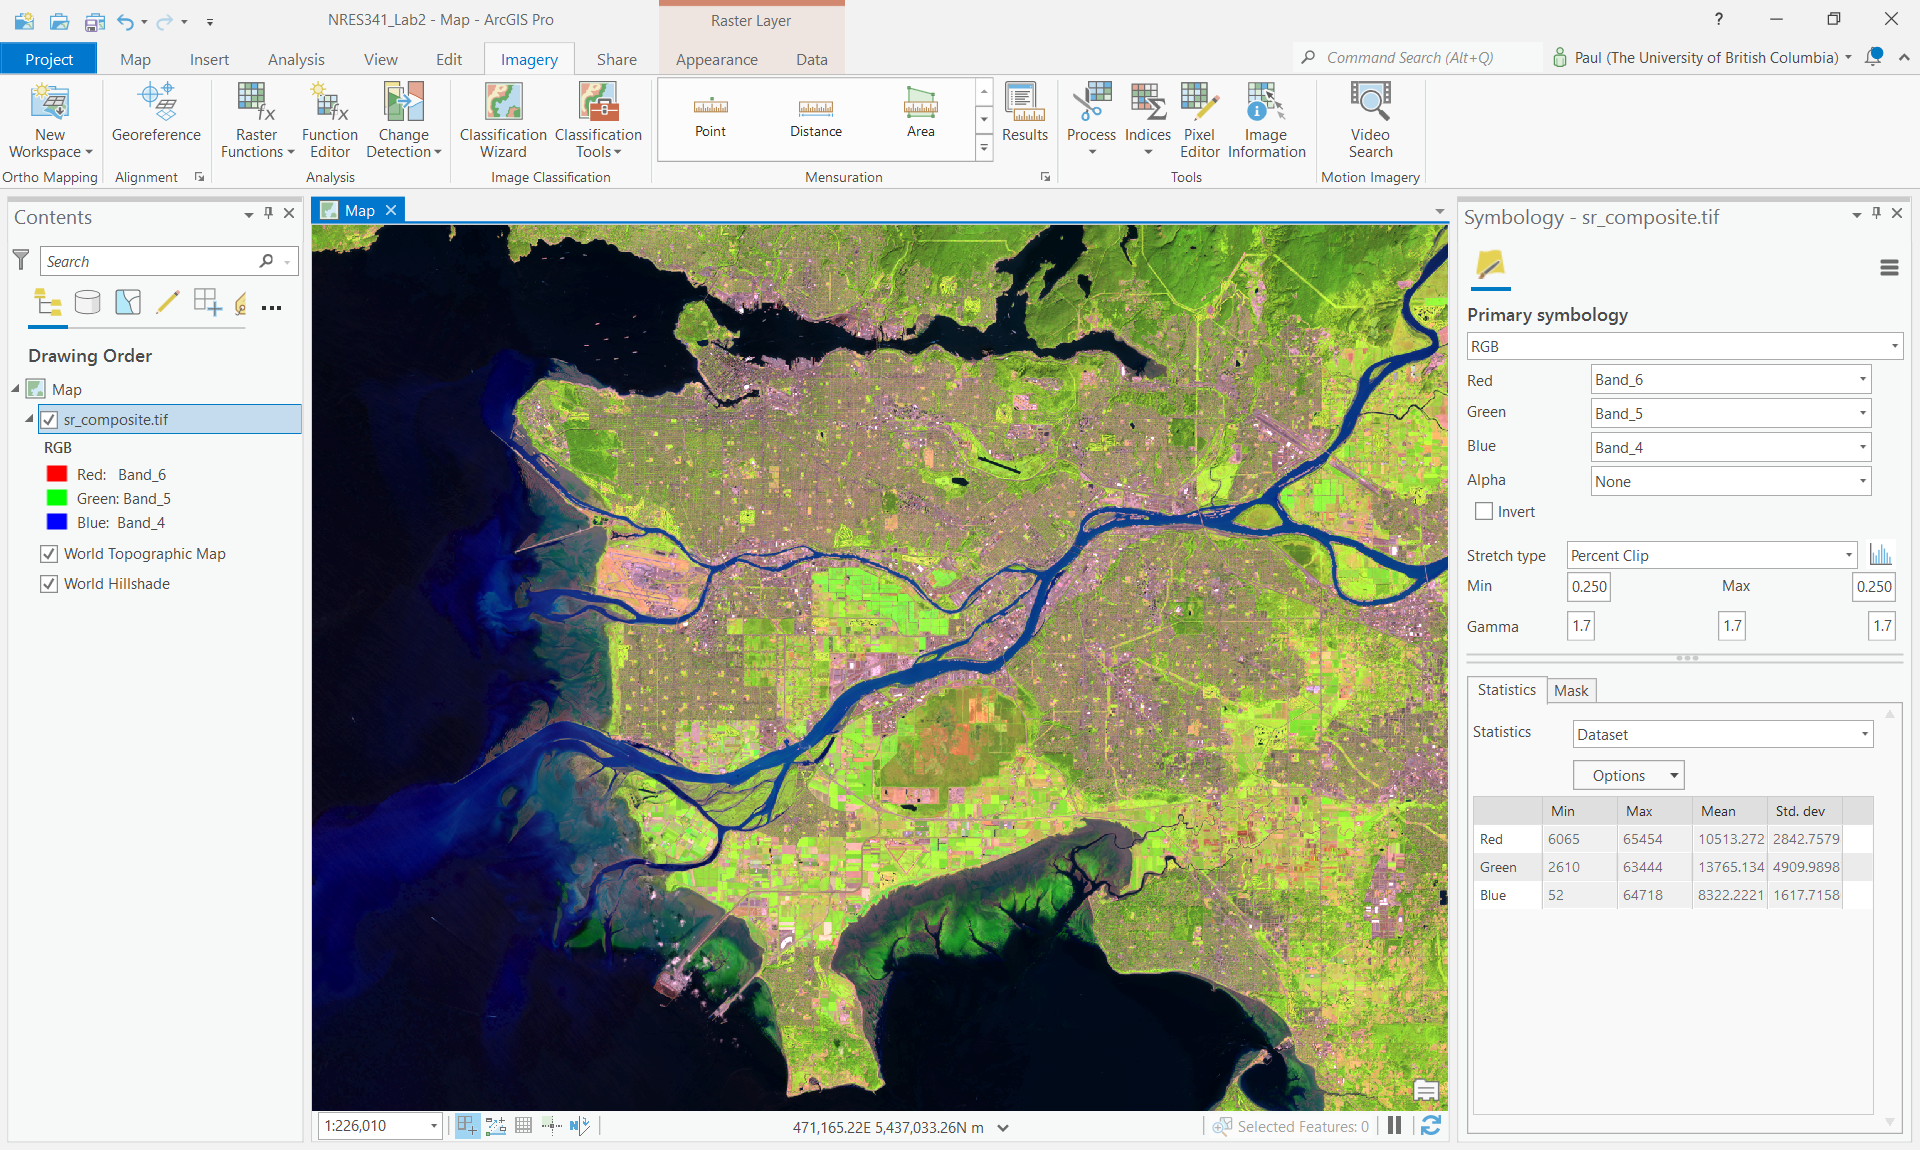 NRES341_Lab2 - Map - ArcGIS Pro
Raster Layer
?
Project
Map
Insert
Analysis
View
Edit
Imagery
Share
Appearance
Data
Command Search (Alt+Q)
Paul (The University of British Columbia)
New
Workspace
Georeference
Raster
Functions
Function
Editor
Change
Detection
Classification
Wizard
Classification
Tools
Point
Distance
Area
Results
Process
Indices
Pixel
Editor
Image
Information
Video
Search
Ortho Mapping
Alignment
Analysis
Image Classification
Mensuration
Tools
Motion Imagery
Contents
Search
Drawing Order
Map
sr_composite.tif
RGB
Red: Band_6
Green: Band_5
Blue: Band_4
World Topographic Map
World Hillshade
Map
1:226,010
471,165.22E 5,437,033.26N m
Selected Features: 0
Symbology - sr_composite.tif
Primary symbology
RGB
Red Band_6
Green Band_5
Blue Band_4
Alpha None
Invert
Stretch type Percent Clip
Min 0.250 Max 0.250
Gamma 1.7 1.7 1.7
Statistics Mask
Statistics Dataset
Options
Min Max Mean Std. dev
Red 6065 65454 10513.272 2842.7579
Green 2610 63444 13765.134 4909.9898
Blue 52 64718 8322.2221 1617.7158